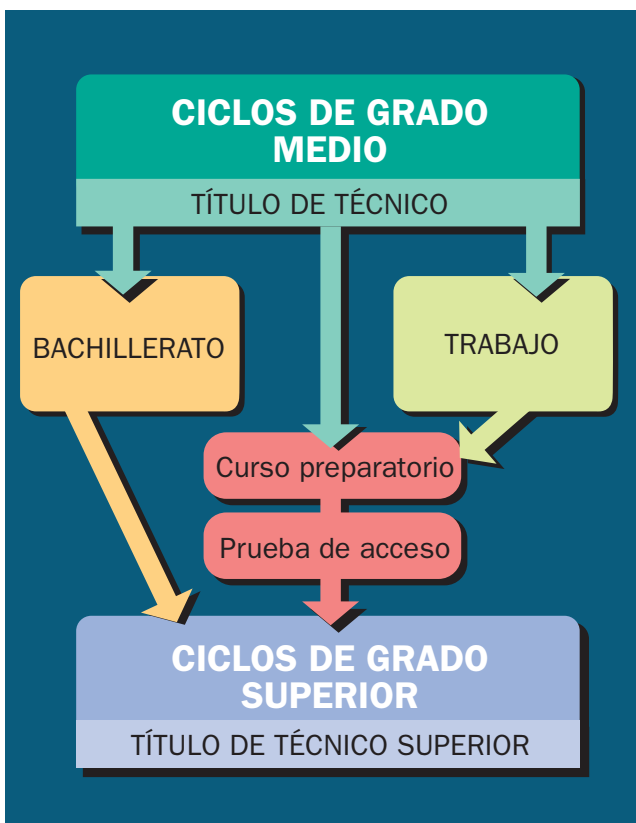 CICLOS DE GRADO
MEDIO
TÍTULO DE TÉCNICO
BACHILLERATO
TRABAJO
Curso preparatorio
Prueba de acceso
CICLOS DE GRADO
SUPERIOR
TÍTULO DE TÉCNICO SUPERIOR